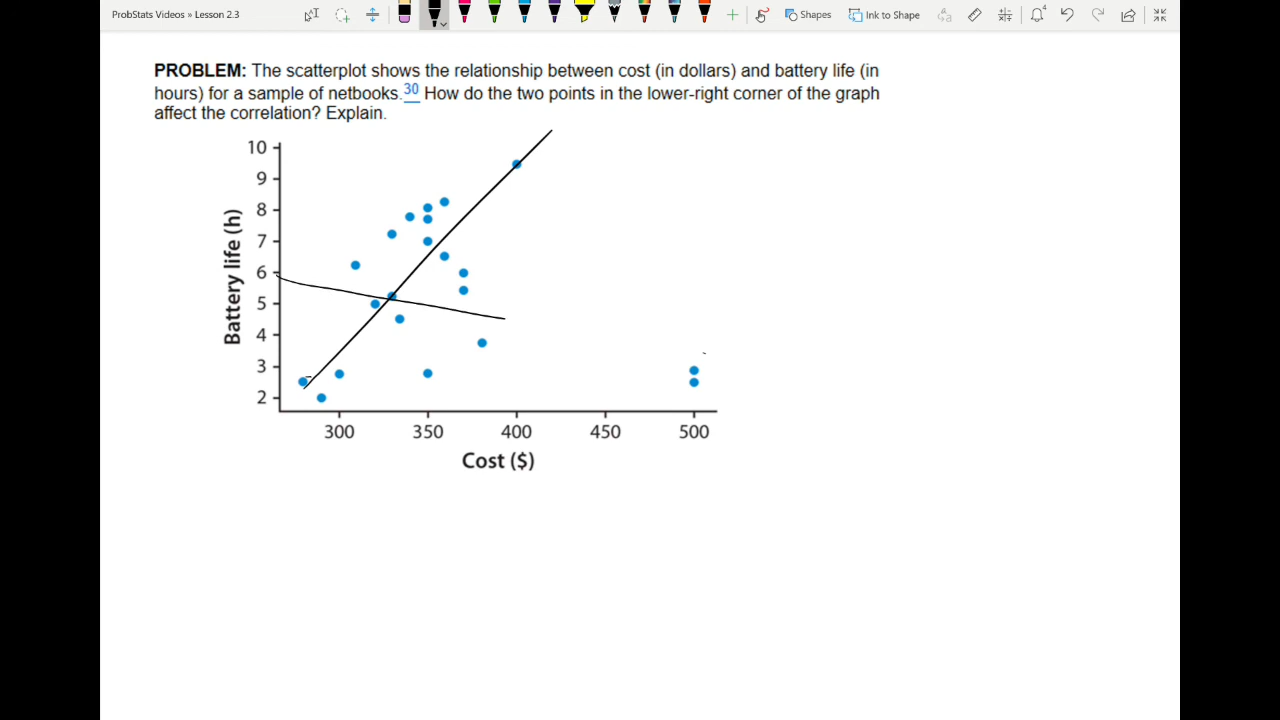 ProbStats Videos » Lesson 2.3
Shapes
Ink to Shape
4
PROBLEM: The scatterplot shows the relationship between cost (in dollars) and battery life (in
hours) for a sample of netbooks.30 How do the two points in the lower-right corner of the graph
affect the correlation? Explain.
10
9
8
7
6
5
4
3
2
Battery life (h)
300 350 400 450 500
Cost ($)